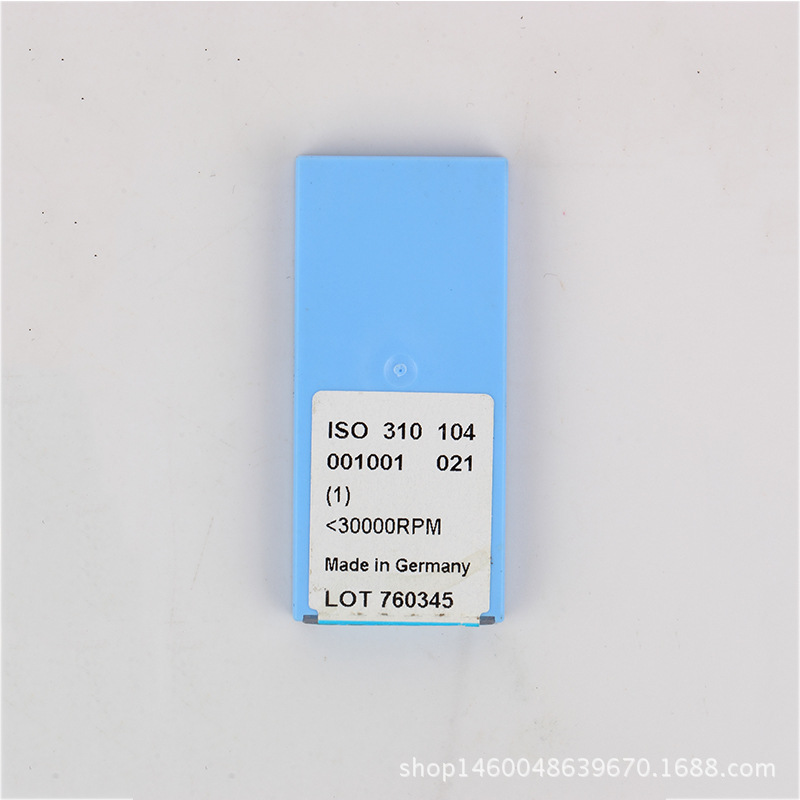 ISO 310 104
001001 021
(1)
<30000RPM
Made in Germany
LOT 760345
shop1460048639670.1688.com